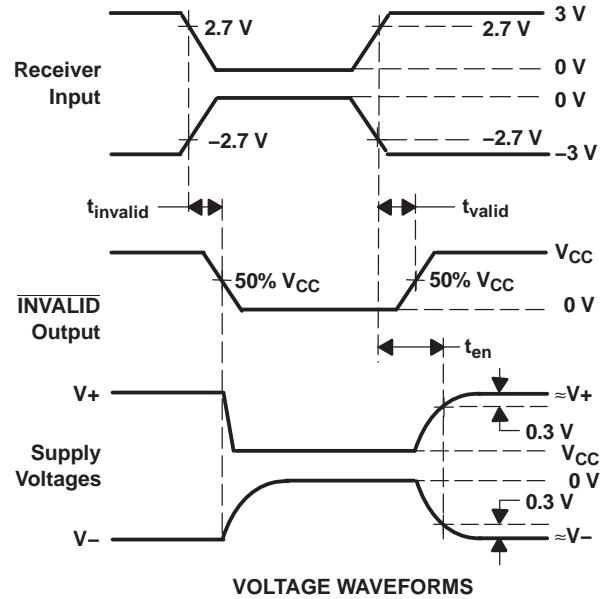 3 V
2.7 V
2.7 V
Receiver
Input
0 V
0 V
−2.7 V
−2.7 V
−3 V
tinvalid
tvalid
VCC
50% VCC
50% VCC
INVALID
Output
0 V
ten
V+
≈V+
0.3 V
Supply
Voltages
VCC
0 V
0.3 V
V−
≈V−
VOLTAGE WAVEFORMS